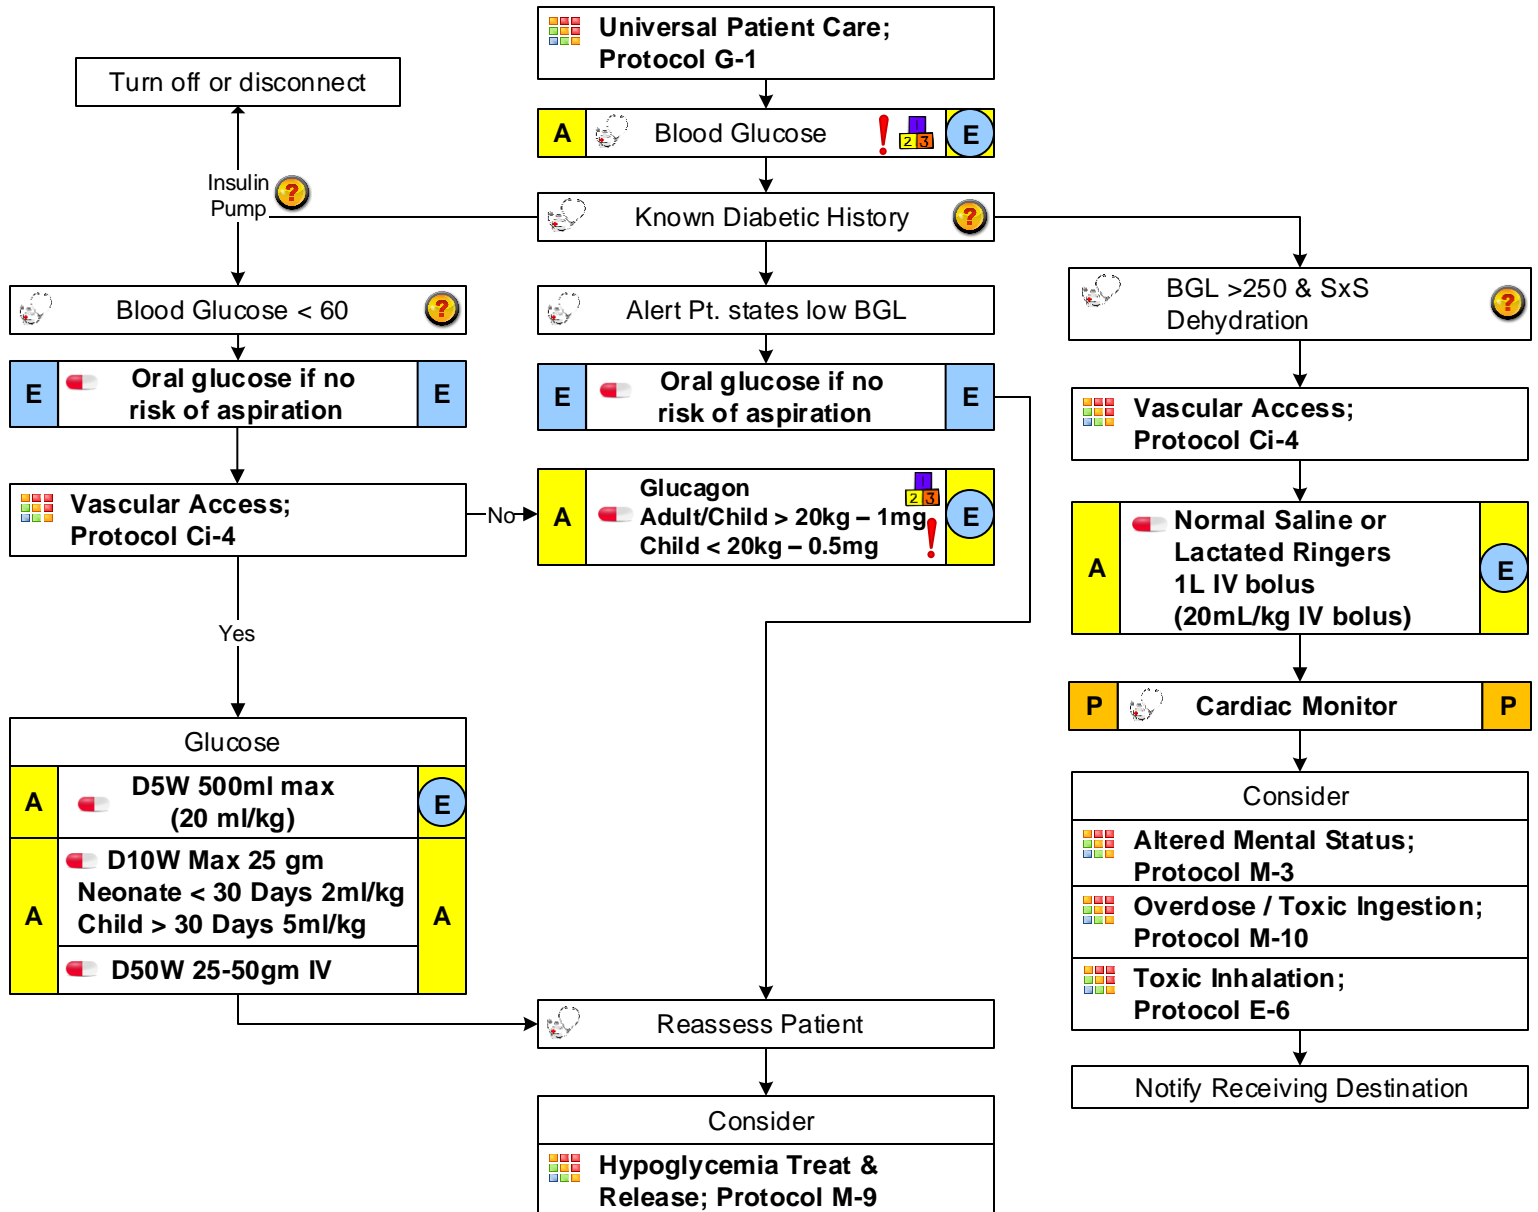 Universal Patient Care;
Protocol G-1
Turn off or disconnect
A
Blood Glucose
1
2 3
E
Insulin
Pump
?
Known Diabetic History
?
Blood Glucose < 60
?
Alert Pt. states low BGL
BGL >250 & SxS
Dehydration
?
E
Oral glucose if no
risk of aspiration
E
E
Oral glucose if no
risk of aspiration
E
Vascular Access;
Protocol Ci-4
Vascular Access;
Protocol Ci-4
No
A
Glucagon
Adult/Child > 20kg – 1mg
Child < 20kg – 0.5mg
1
2 3
!
E
A
Normal Saline or
Lactated Ringers
1L IV bolus
(20mL/kg IV bolus)
E
Yes
P
Cardiac Monitor
P
Glucose
A
D5W 500ml max
(20 ml/kg)
E
A
D10W Max 25 gm
Neonate < 30 Days 2ml/kg
Child > 30 Days 5ml/kg
A
D50W 25-50gm IV
Consider
Altered Mental Status;
Protocol M-3
Overdose / Toxic Ingestion;
Protocol M-10
Toxic Inhalation;
Protocol E-6
Reassess Patient
Notify Receiving Destination
Consider
Hypoglycemia Treat &
Release; Protocol M-9